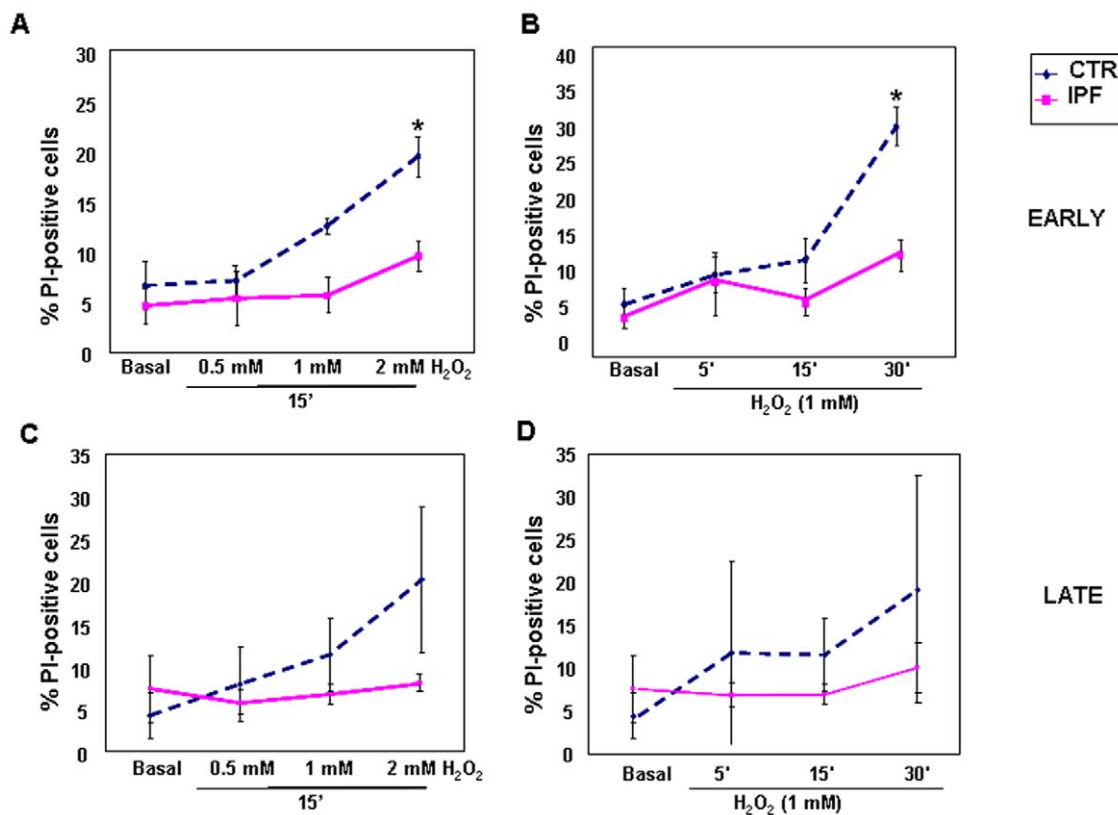 A
% PI-positive cells
30
25
20
15
10
5
0
*
Basal 0.5 mM 1 mM 2 mM H₂O₂
15'
B
% PI-positive cells
40
35
30
25
20
15
10
5
0
*
Basal 5' 15' 30'
H₂O₂ (1 mM)
CTR
IPF
EARLY
C
% PI-positive cells
35
30
25
20
15
10
5
0
Basal 0.5 mM 1 mM 2 mM H₂O₂
15'
D
% PI-positive cells
35
30
25
20
15
10
5
0
Basal 5' 15' 30'
H₂O₂ (1 mM)
LATE